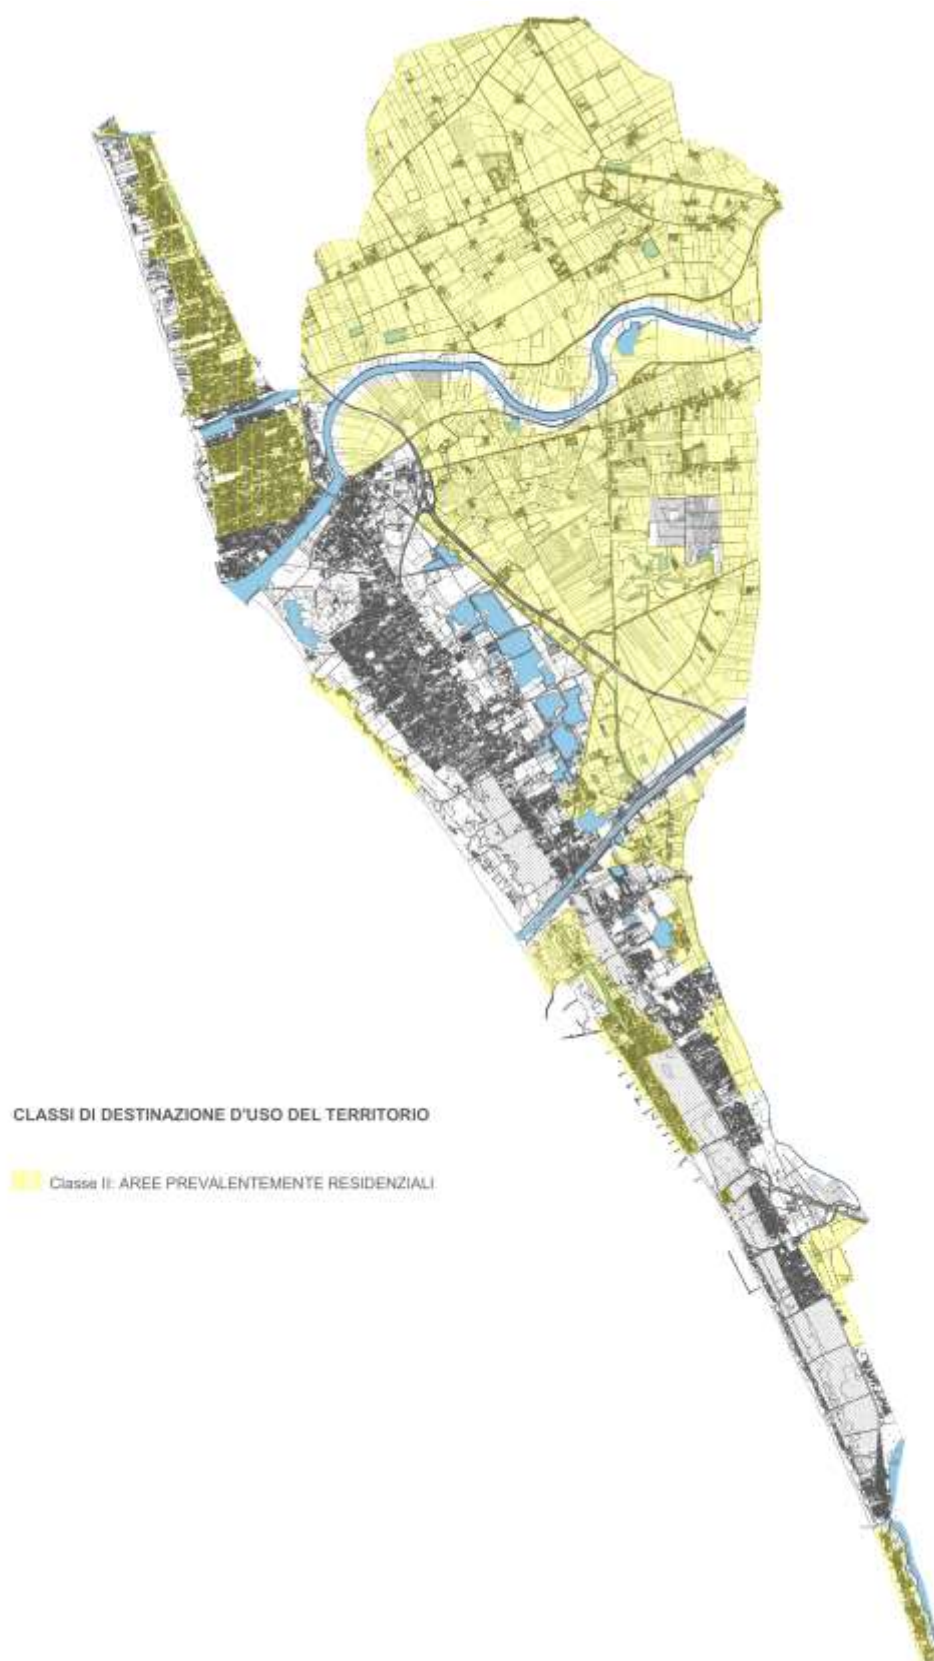 CLASSI DI DESTINAZIONE D'USO DEL TERRITORIO
Classe II: AREE PREVALENTEMENTE RESIDENZIALI